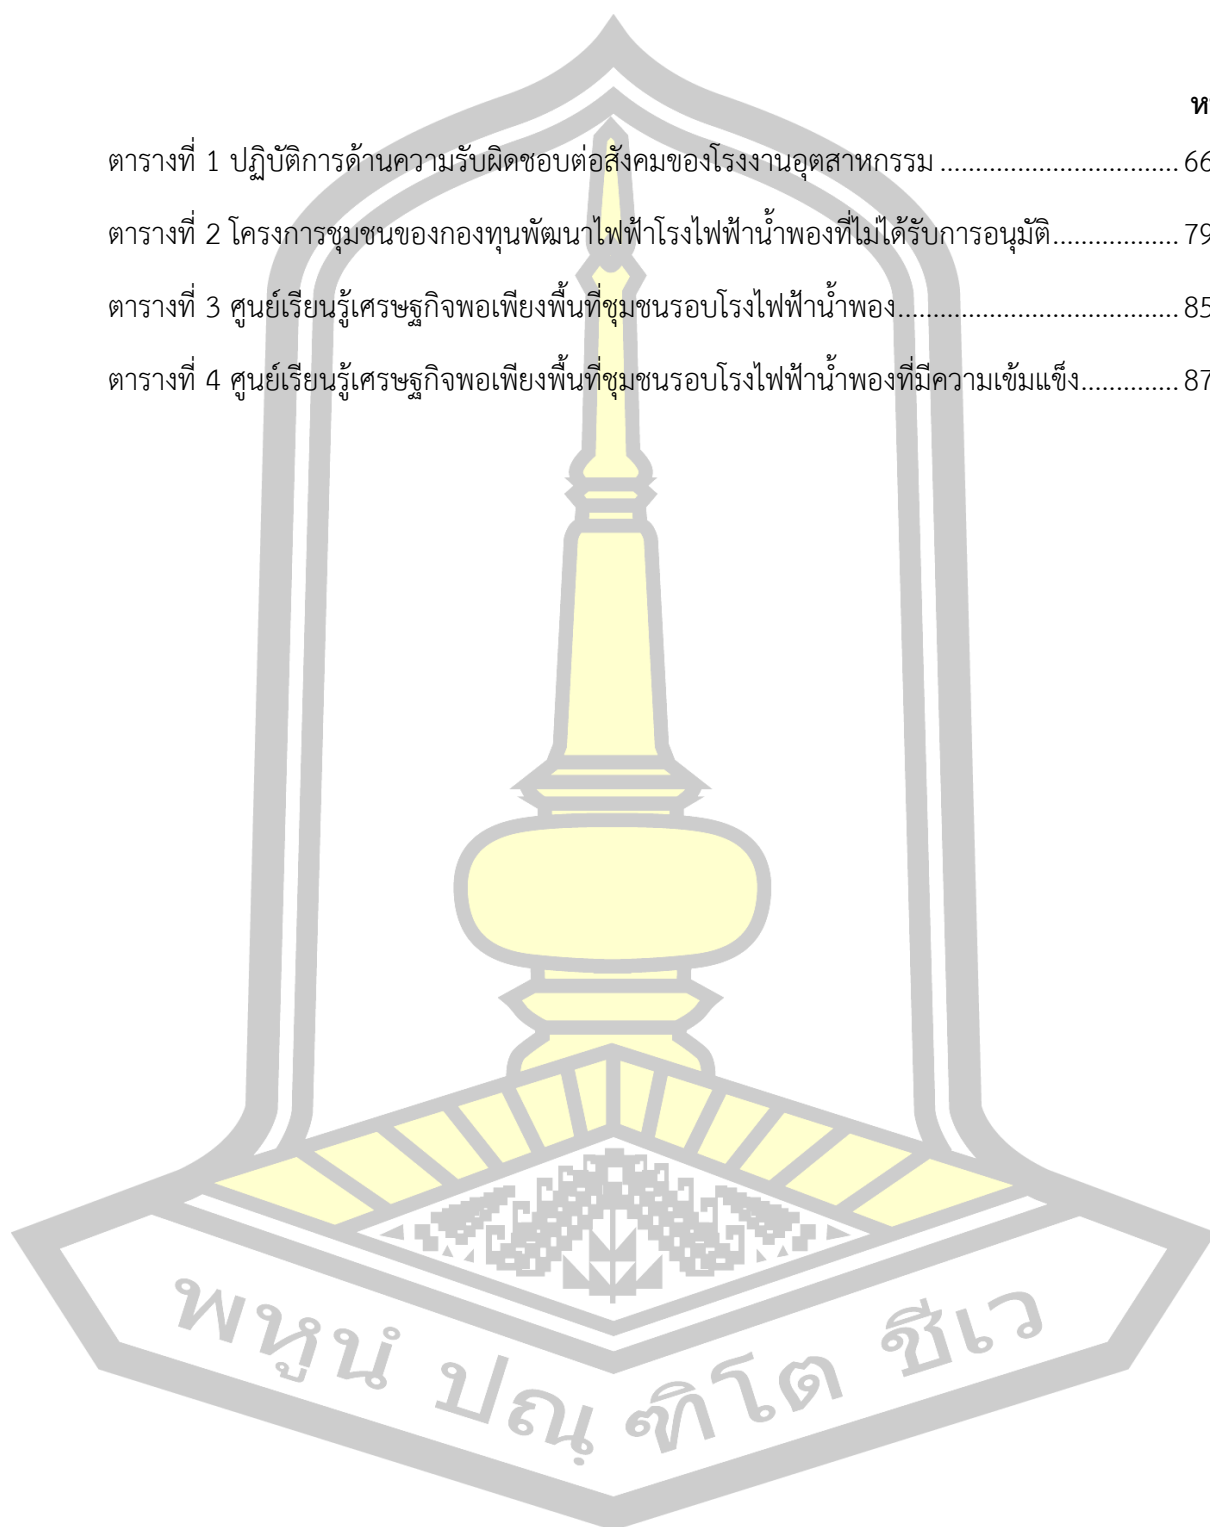 ตารางที่ 1 ปฏิบัติการด้านความรับผิดชอบต่อสังคมของโรงงานอุตสาหกรรม .................................. 66
ตารางที่ 2 โครงการชุมชนของกองทุนพัฒนาไฟฟ้าโรงไฟฟ้าน้ำพองที่ไม่ได้รับการอนุมัติ.................. 79
ตารางที่ 3 ศูนย์เรียนรู้เศรษฐกิจพอเพียงพื้นที่ชุมชนรอบโรงไฟฟ้าน้ำพอง........................................ 85
ตารางที่ 4 ศูนย์เรียนรู้เศรษฐกิจพอเพียงพื้นที่ชุมชนรอบโรงไฟฟ้าน้ำพองที่มีความเข้มแข็ง.............. 87
พหูนํ ปณฺฑิโต ชีเว